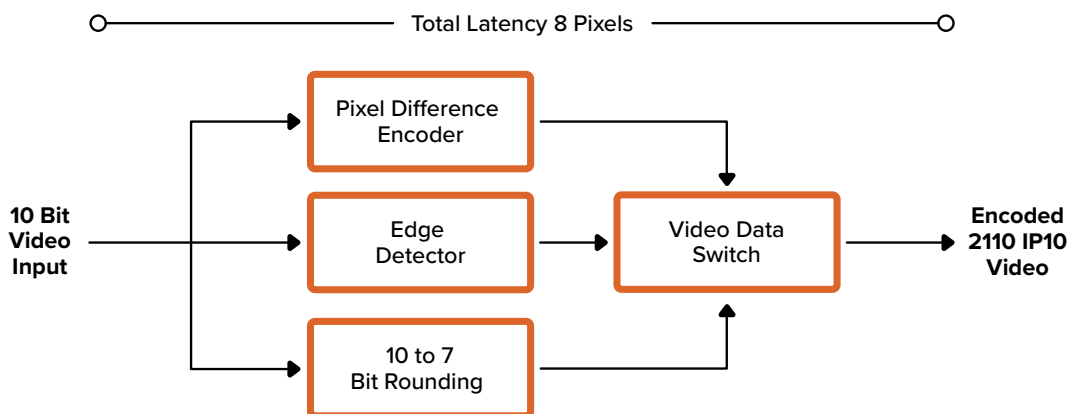 Total Latency 8 Pixels
Pixel Difference
Encoder
10 Bit
Video
Input
Edge
Detector
Video Data
Switch
Encoded
2110 IP10
Video
10 to 7
Bit Rounding